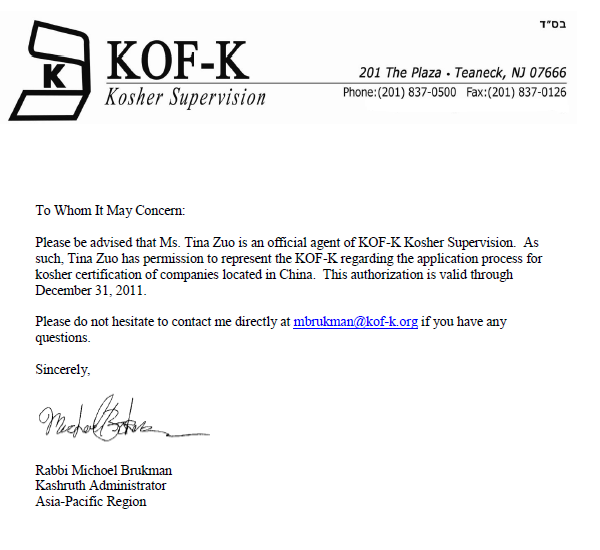 בס"ד
K
KOF-K
Kosher Supervision
201 The Plaza • Teaneck, NJ 07666
Phone:(201) 837-0500 Fax:(201) 837-0126
To Whom It May Concern:
Please be advised that Ms. Tina Zuo is an official agent of KOF-K Kosher Supervision. As
such, Tina Zuo has permission to represent the KOF-K regarding the application process for
kosher certification of companies located in China. This authorization is valid through
December 31, 2011.
Please do not hesitate to contact me directly at mbrukman@kof-k.org if you have any
questions.
Sincerely,
Rabbi Michoel Brukman
Kashruth Administrator
Asia-Pacific Region